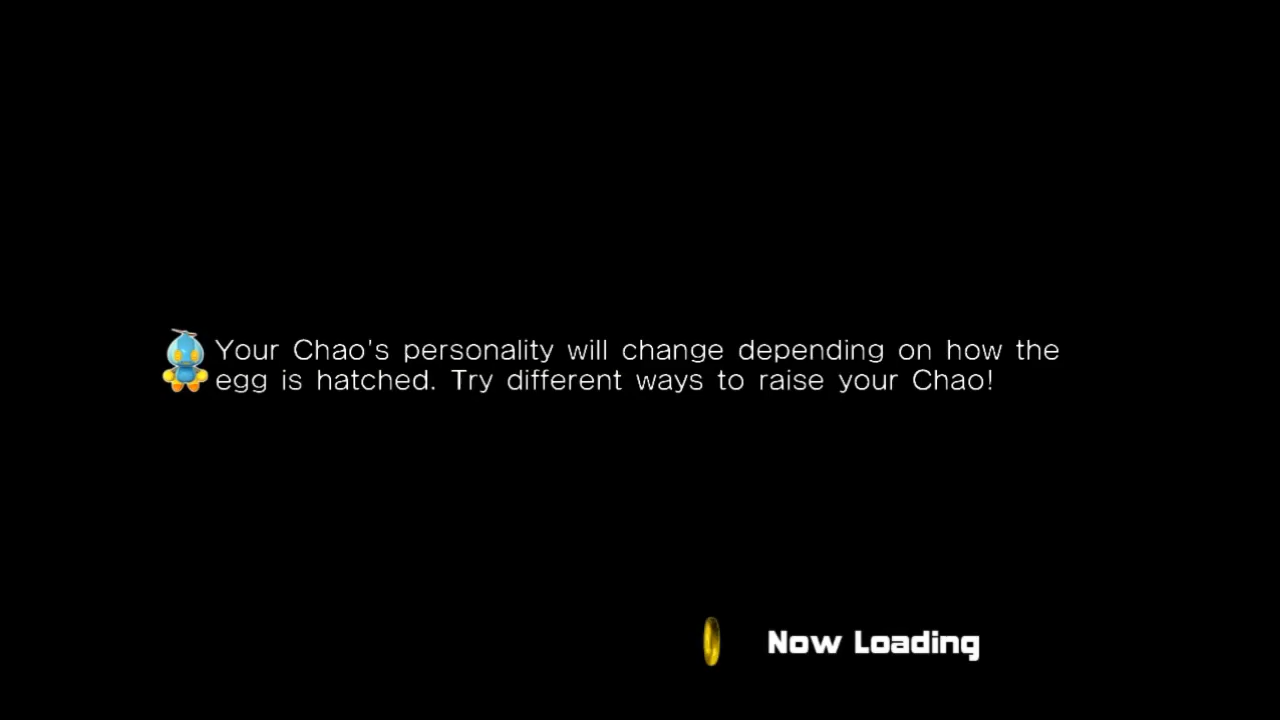 Your Chao's personality will change depending on how the
egg is hatched. Try different ways to raise your Chao!
Now Loading